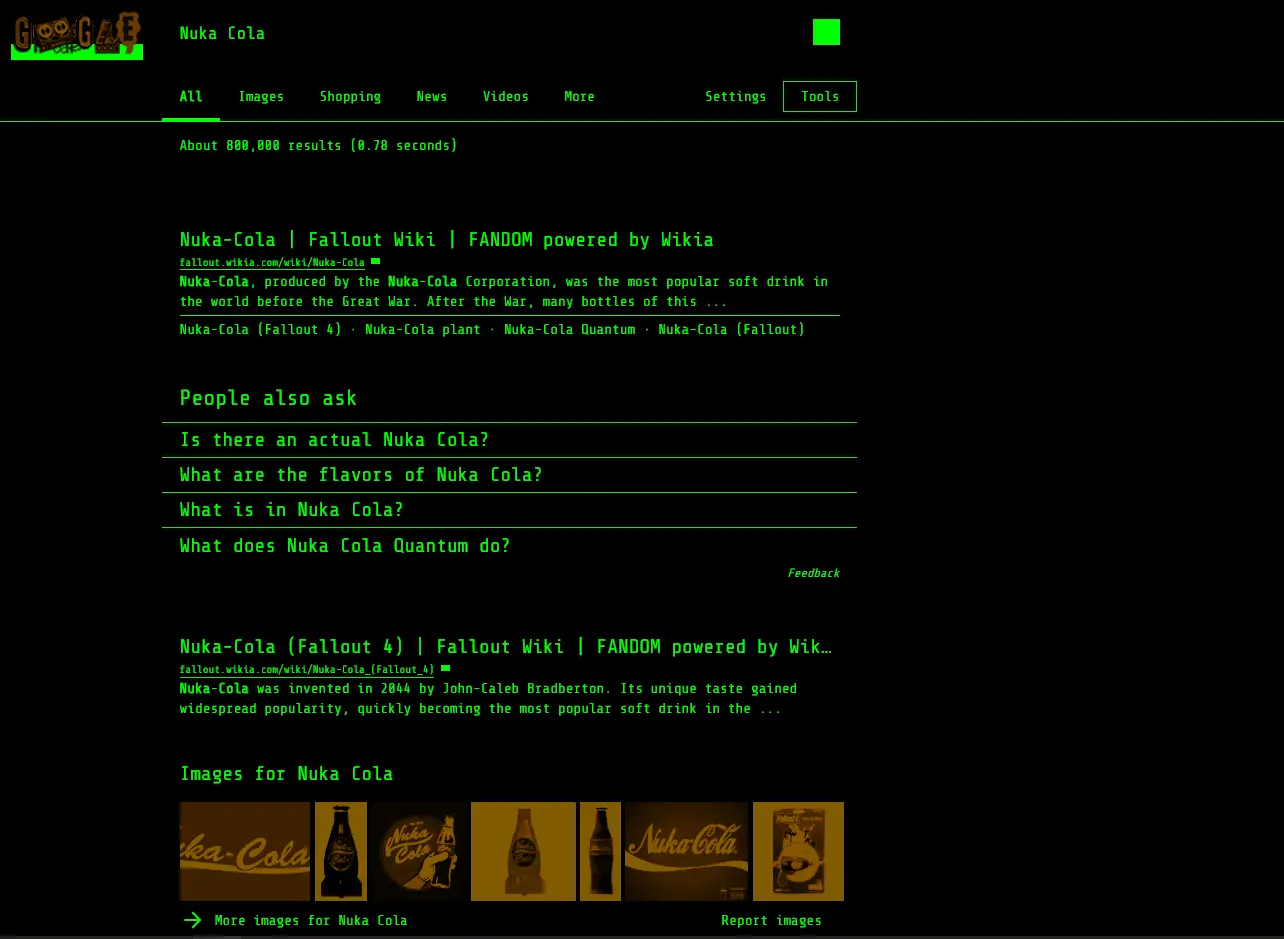 Nuka Cola
All Images Shopping News Videos More Settings Tools
About 800,000 results (0.78 seconds)
Nuka-Cola | Fallout Wiki | FANDOM powered by Wikia
fallout.wikia.com/wiki/Nuka-Cola
Nuka-Cola, produced by the Nuka-Cola Corporation, was the most popular soft drink in
the world before the Great War. After the War, many bottles of this ...
Nuka-Cola (Fallout 4) · Nuka-Cola plant · Nuka-Cola Quantum · Nuka-Cola (Fallout)
People also ask
Is there an actual Nuka Cola?
What are the flavors of Nuka Cola?
What is in Nuka Cola?
What does Nuka Cola Quantum do?
Feedback
Nuka-Cola (Fallout 4) | Fallout Wiki | FANDOM powered by Wik…
fallout.wikia.com/wiki/Nuka-Cola_(Fallout_4)
Nuka-Cola was invented in 2044 by John-Caleb Bradberton. Its unique taste gained
widespread popularity, quickly becoming the most popular soft drink in the ...
Images for Nuka Cola
uka-Cola
Nuka
Cola
Nuka-Cola
More images for Nuka Cola Report images